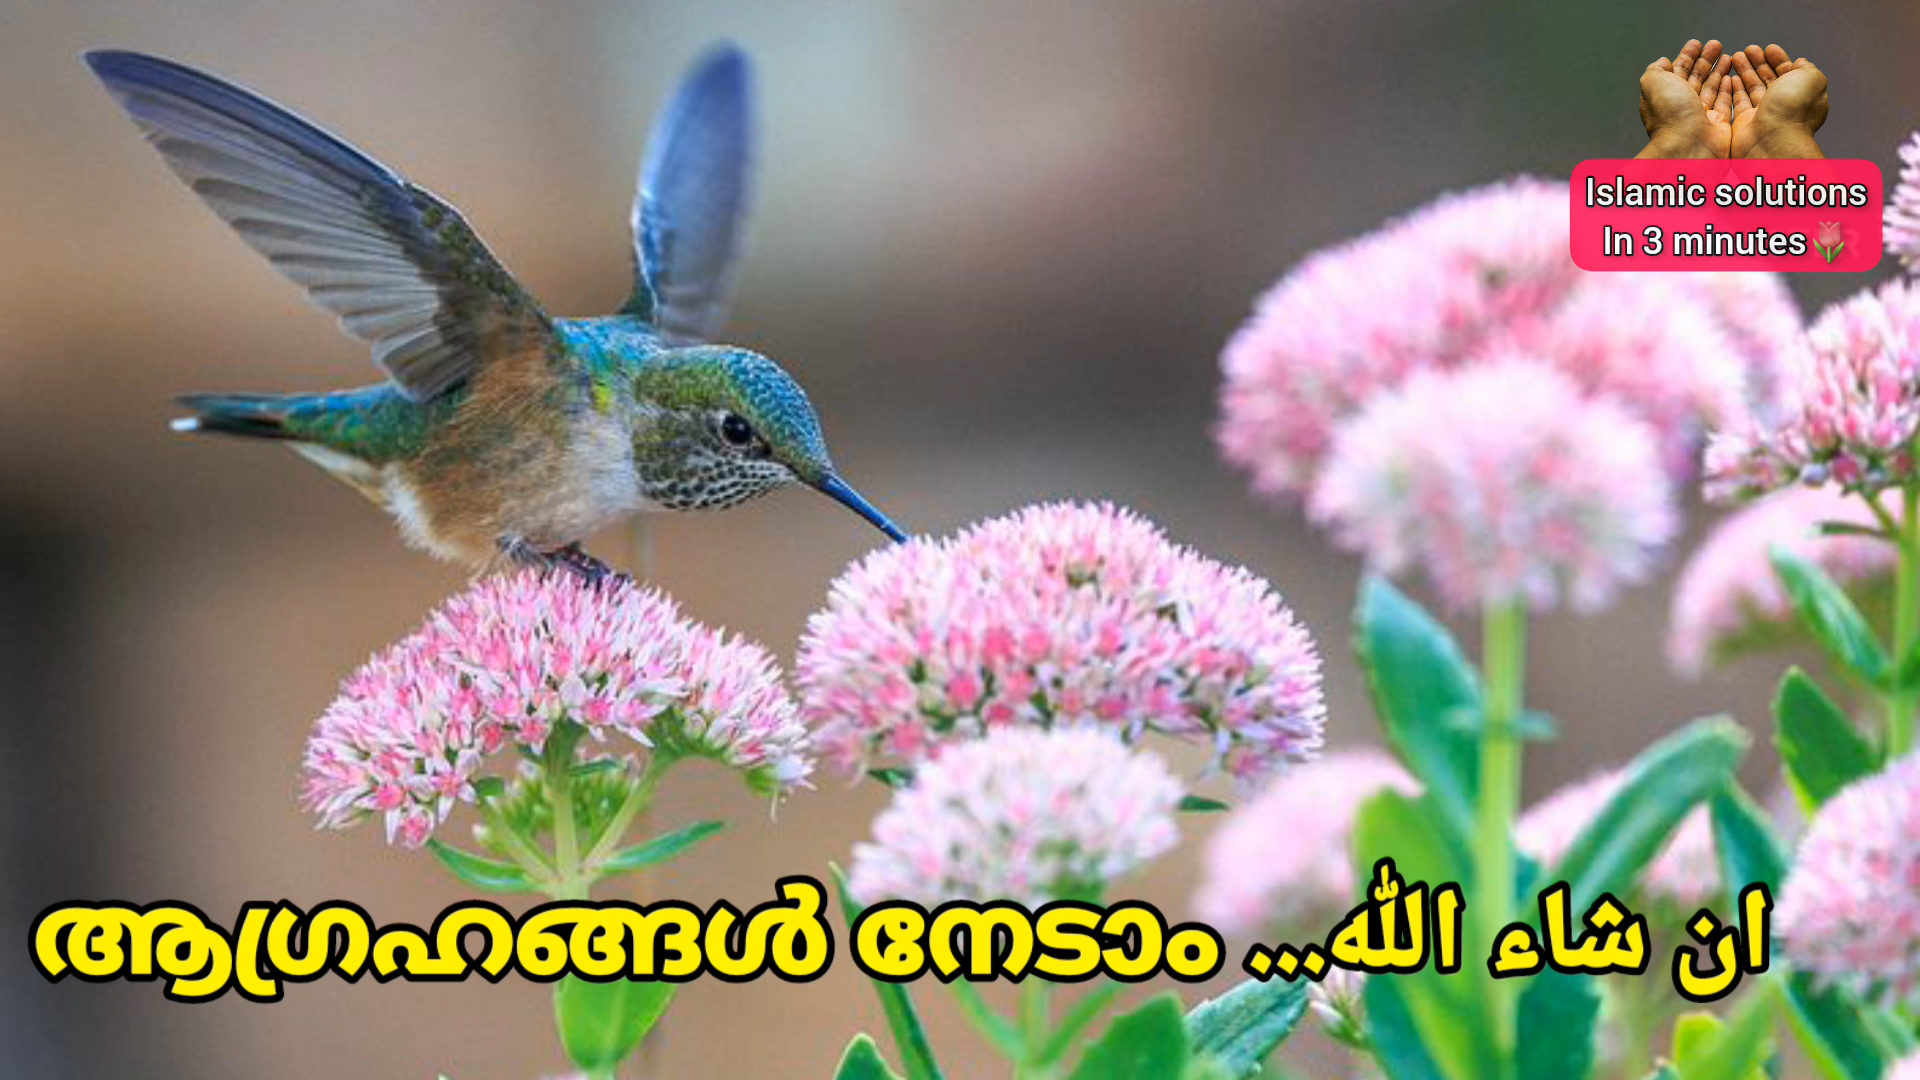 Islamic solutions
In 3 minutes🌷
ആഗ്രഹങ്ങൾ നേടാം ...ان شاء الله